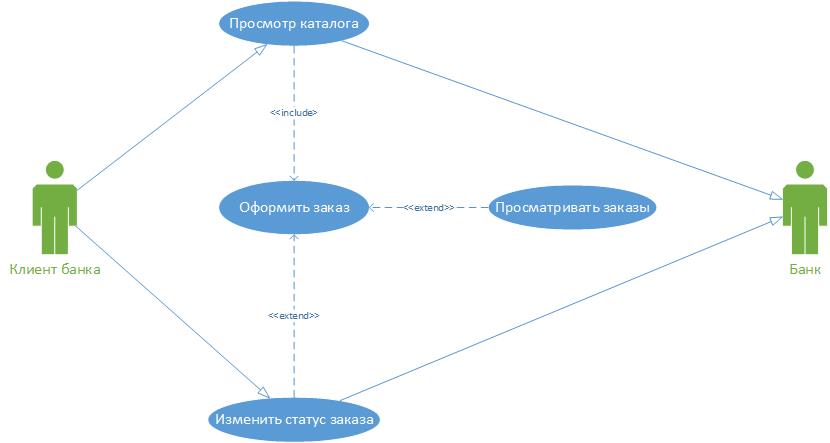 Просмотр каталога
<<include>
Оформить заказ
<<extend>>
Просматривать заказы
Клиент банка
Банк
<<extend>>
Изменить статус заказа